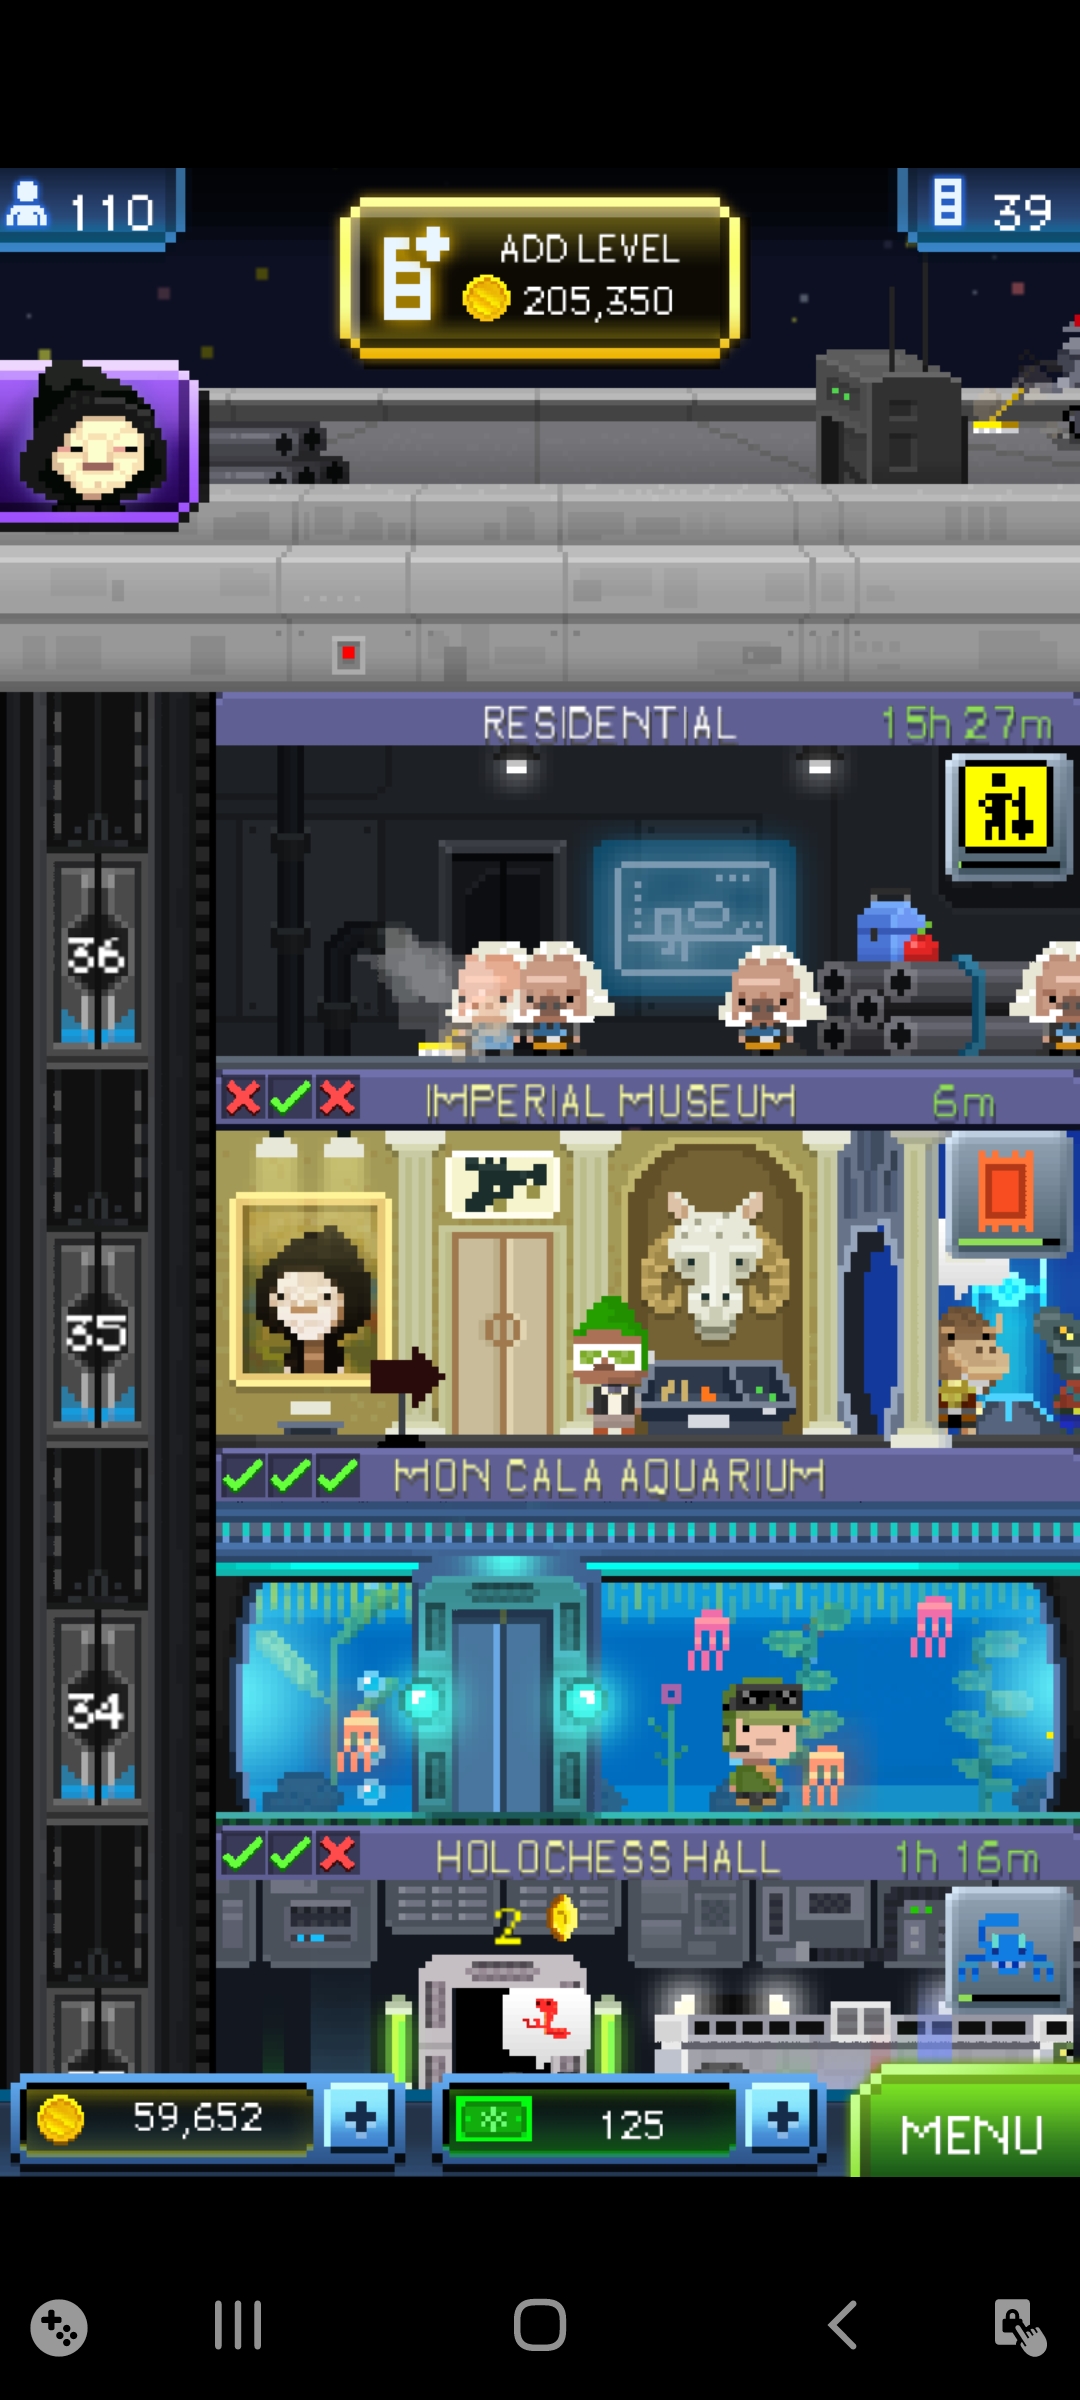 110
ADD LEVEL
205,350
39
RESIDENTIAL 15h 27m
36
IMPERIAL MUSEUM 6m
35
MON CALA AQUARIUM
34
HOLOCHESS HALL 1h 16m
2
59,652
125
MENU